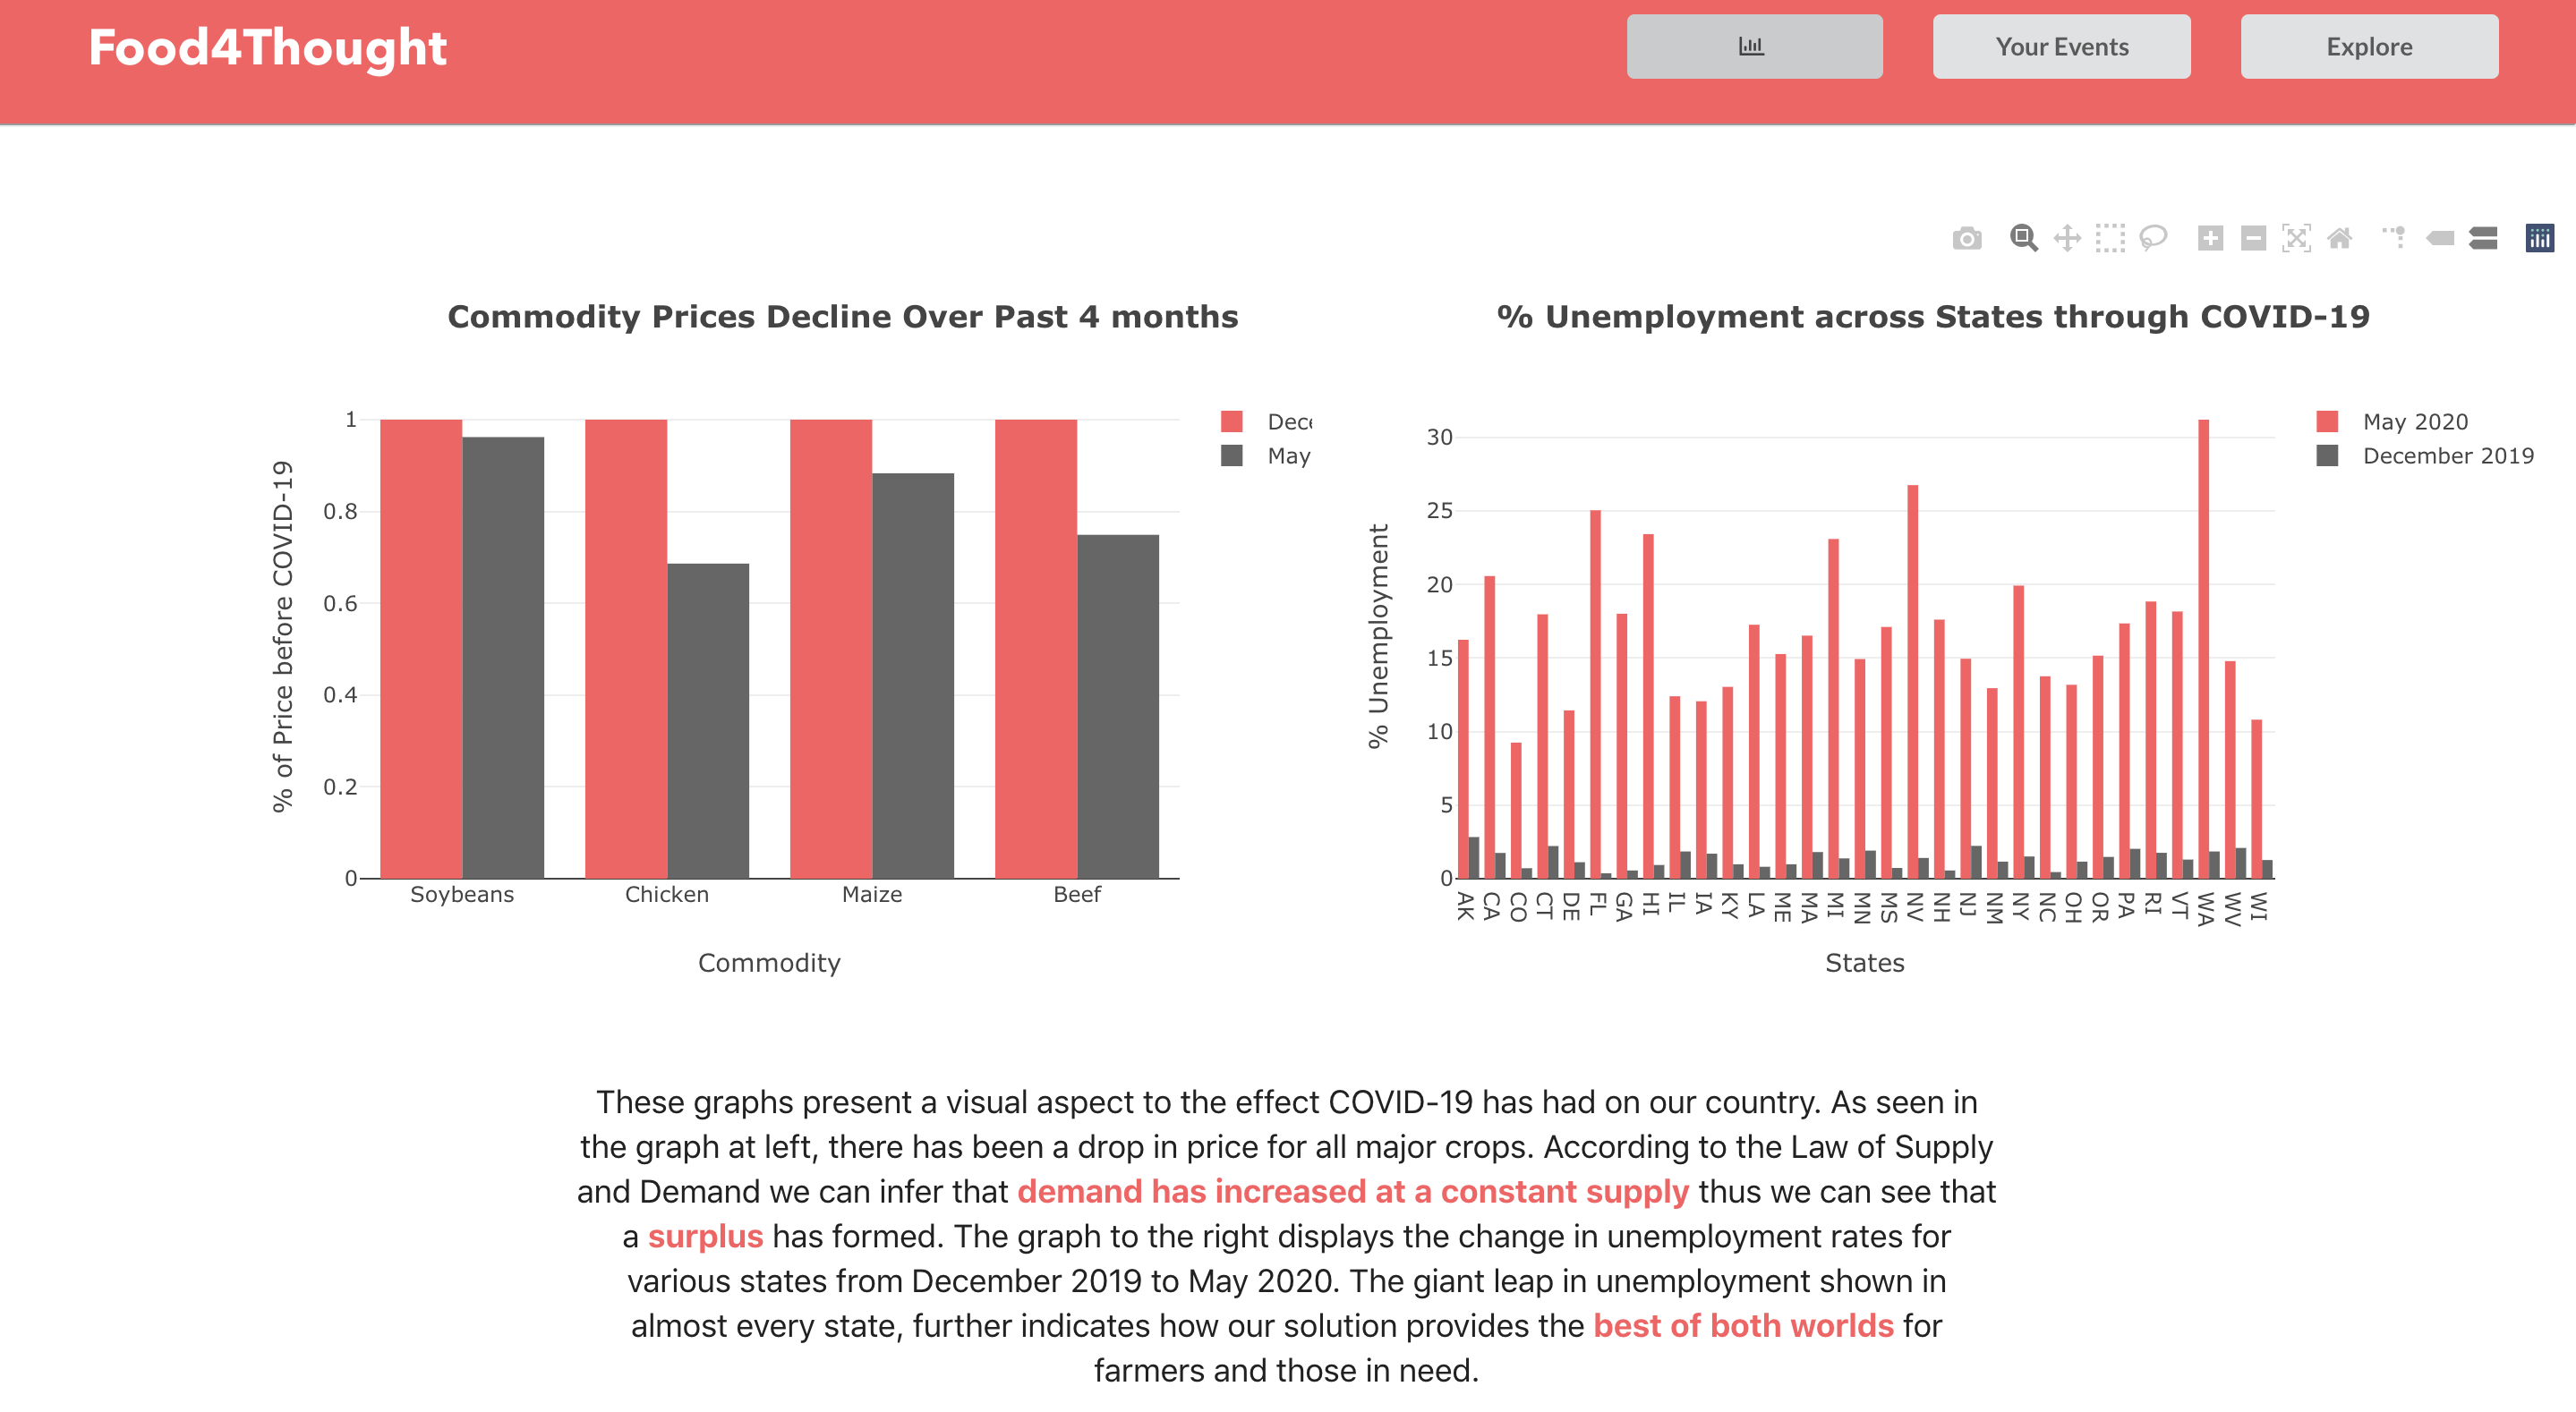 Food4Thought
Your Events
Explore
Commodity Prices Decline Over Past 4 months
% of Price before COVID-19
1
0.8
0.6
0.4
0.2
0
Soybeans Chicken Maize Beef
Commodity
May
% Unemployment across States through COVID-19
% Unemployment
30
25
20
15
10
5
0
AK CA CO CT DE FL GA HI IL IA KY LA ME MA MI MN MS NV NH NJ NM NY NC OH OR PA RI VT WA WV WI
States
May 2020
December 2019
These graphs present a visual aspect to the effect COVID-19 has had on our country. As seen in
the graph at left, there has been a drop in price for all major crops. According to the Law of Supply
and Demand we can infer that demand has increased at a constant supply thus we can see that
a surplus has formed. The graph to the right displays the change in unemployment rates for
various states from December 2019 to May 2020. The giant leap in unemployment shown in
almost every state, further indicates how our solution provides the best of both worlds for
farmers and those in need.